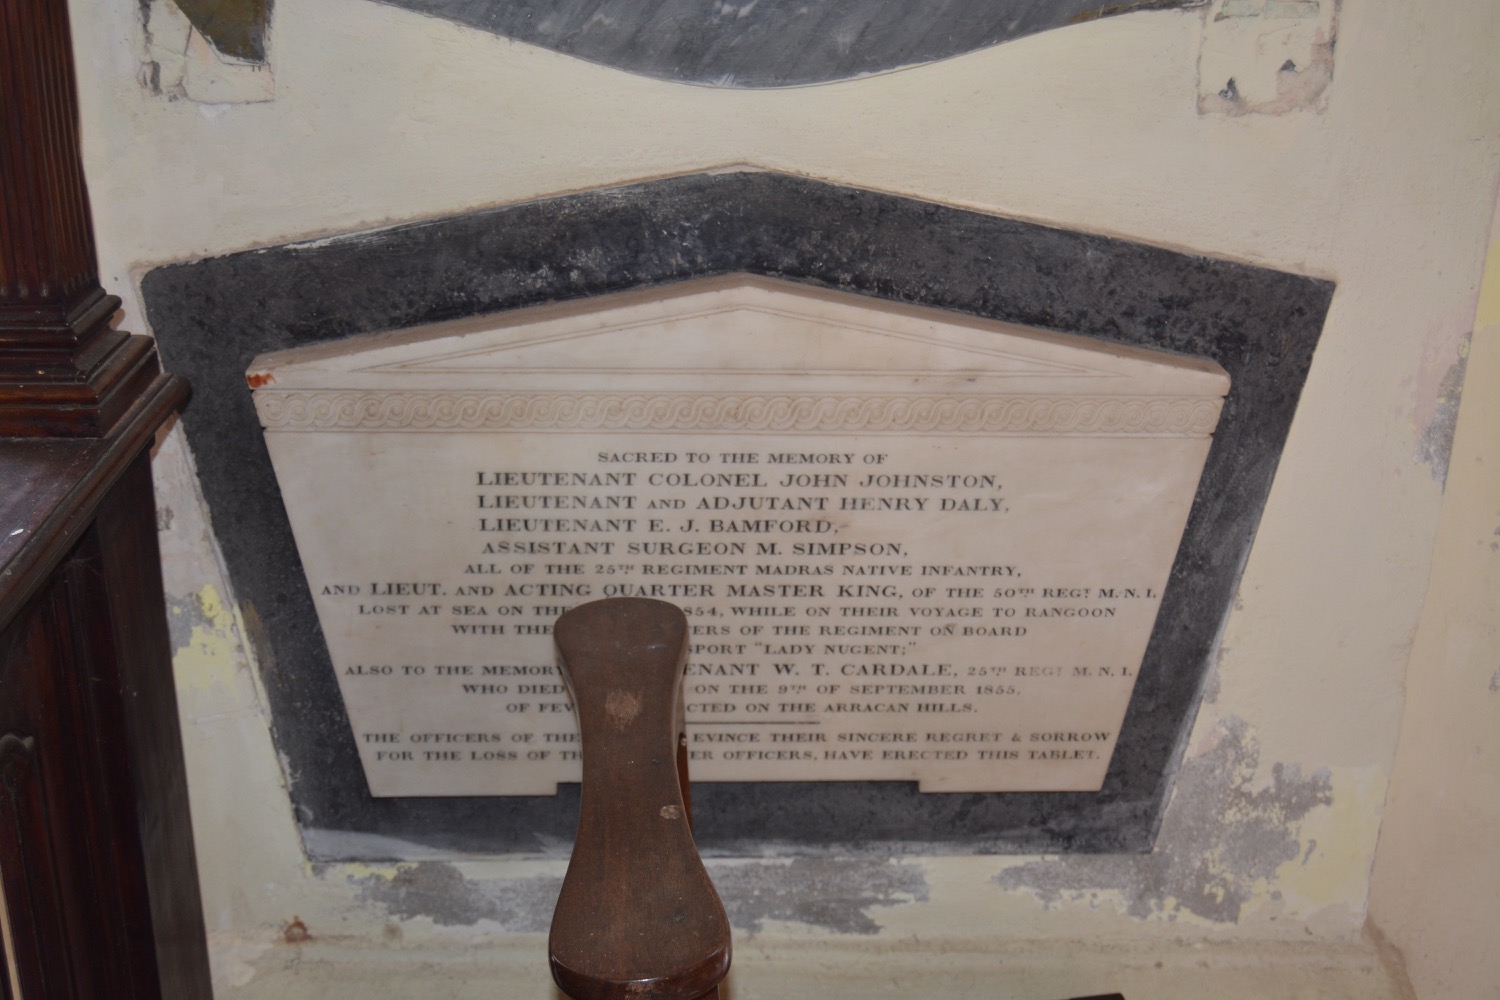 SACRED TO THE MEMORY OF
LIEUTENANT COLONEL JOHN JOHNSTON,
LIEUTENANT AND ADJUTANT HENRY DALY,
LIEUTENANT E. J. BAMFORD,
ASSISTANT SURGEON M. SIMPSON,
ALL OF THE 25TH REGIMENT MADRAS NATIVE INFANTRY,
AND LIEUT. AND ACTING QUARTER MASTER KING, OF THE 50TH REGT M. N. I.
LOST AT SEA ON THE 854, WHILE ON THEIR VOYAGE TO RANGOON
WITH THE TERS OF THE REGIMENT ON BOARD
SPORT "LADY NUGENT;"
ALSO TO THE MEMORY ENANT W. T. CARDALE, 25TH REGT M. N. I.
WHO DIED ON THE 9TH OF SEPTEMBER 1855.
OF FEV CTED ON THE ARRACAN HILLS.
THE OFFICERS OF THE EVINCE THEIR SINCERE REGRET & SORROW
FOR THE LOSS OF TH ER OFFICERS, HAVE ERECTED THIS TABLET.